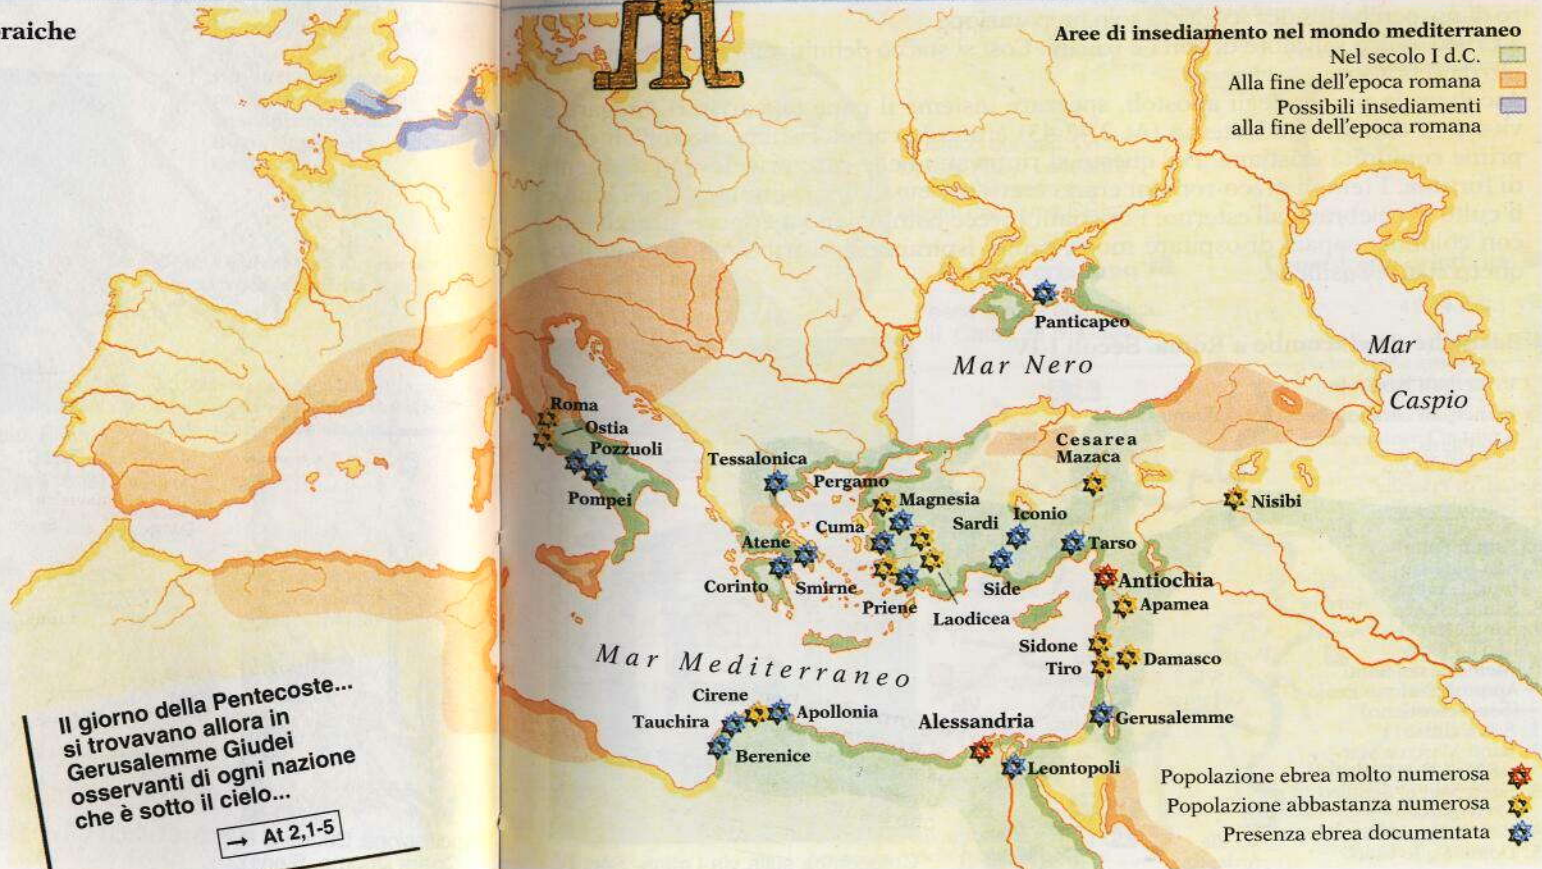 raiche
Aree di insediamento nel mondo mediterraneo
Nel secolo I d.C.
Alla fine dell'epoca romana
Possibili insediamenti
alla fine dell'epoca romana
Panticapeo
Mar Nero
Mar
Caspio
Roma
Ostia
Pozzuoli
Pompei
Tessalonica
Pergamo
Magnesia
Cesarea
Mazaca
Nisibi
Cuma
Sardi
Iconio
Atene
Tarso
Corinto
Smirne
Priene
Side
Laodicea
Antiochia
Apamea
Sidone
Tiro
Damasco
Mar Mediterraneo
Cirene
Tauchira
Apollonia
Berenice
Alessandria
Gerusalemme
Leontopoli
Il giorno della Pentecoste...
si trovavano allora in
Gerusalemme Giudei
osservanti di ogni nazione
che è sotto il cielo...
→ At 2,1-5
Popolazione ebrea molto numerosa
Popolazione abbastanza numerosa
Presenza ebrea documentata